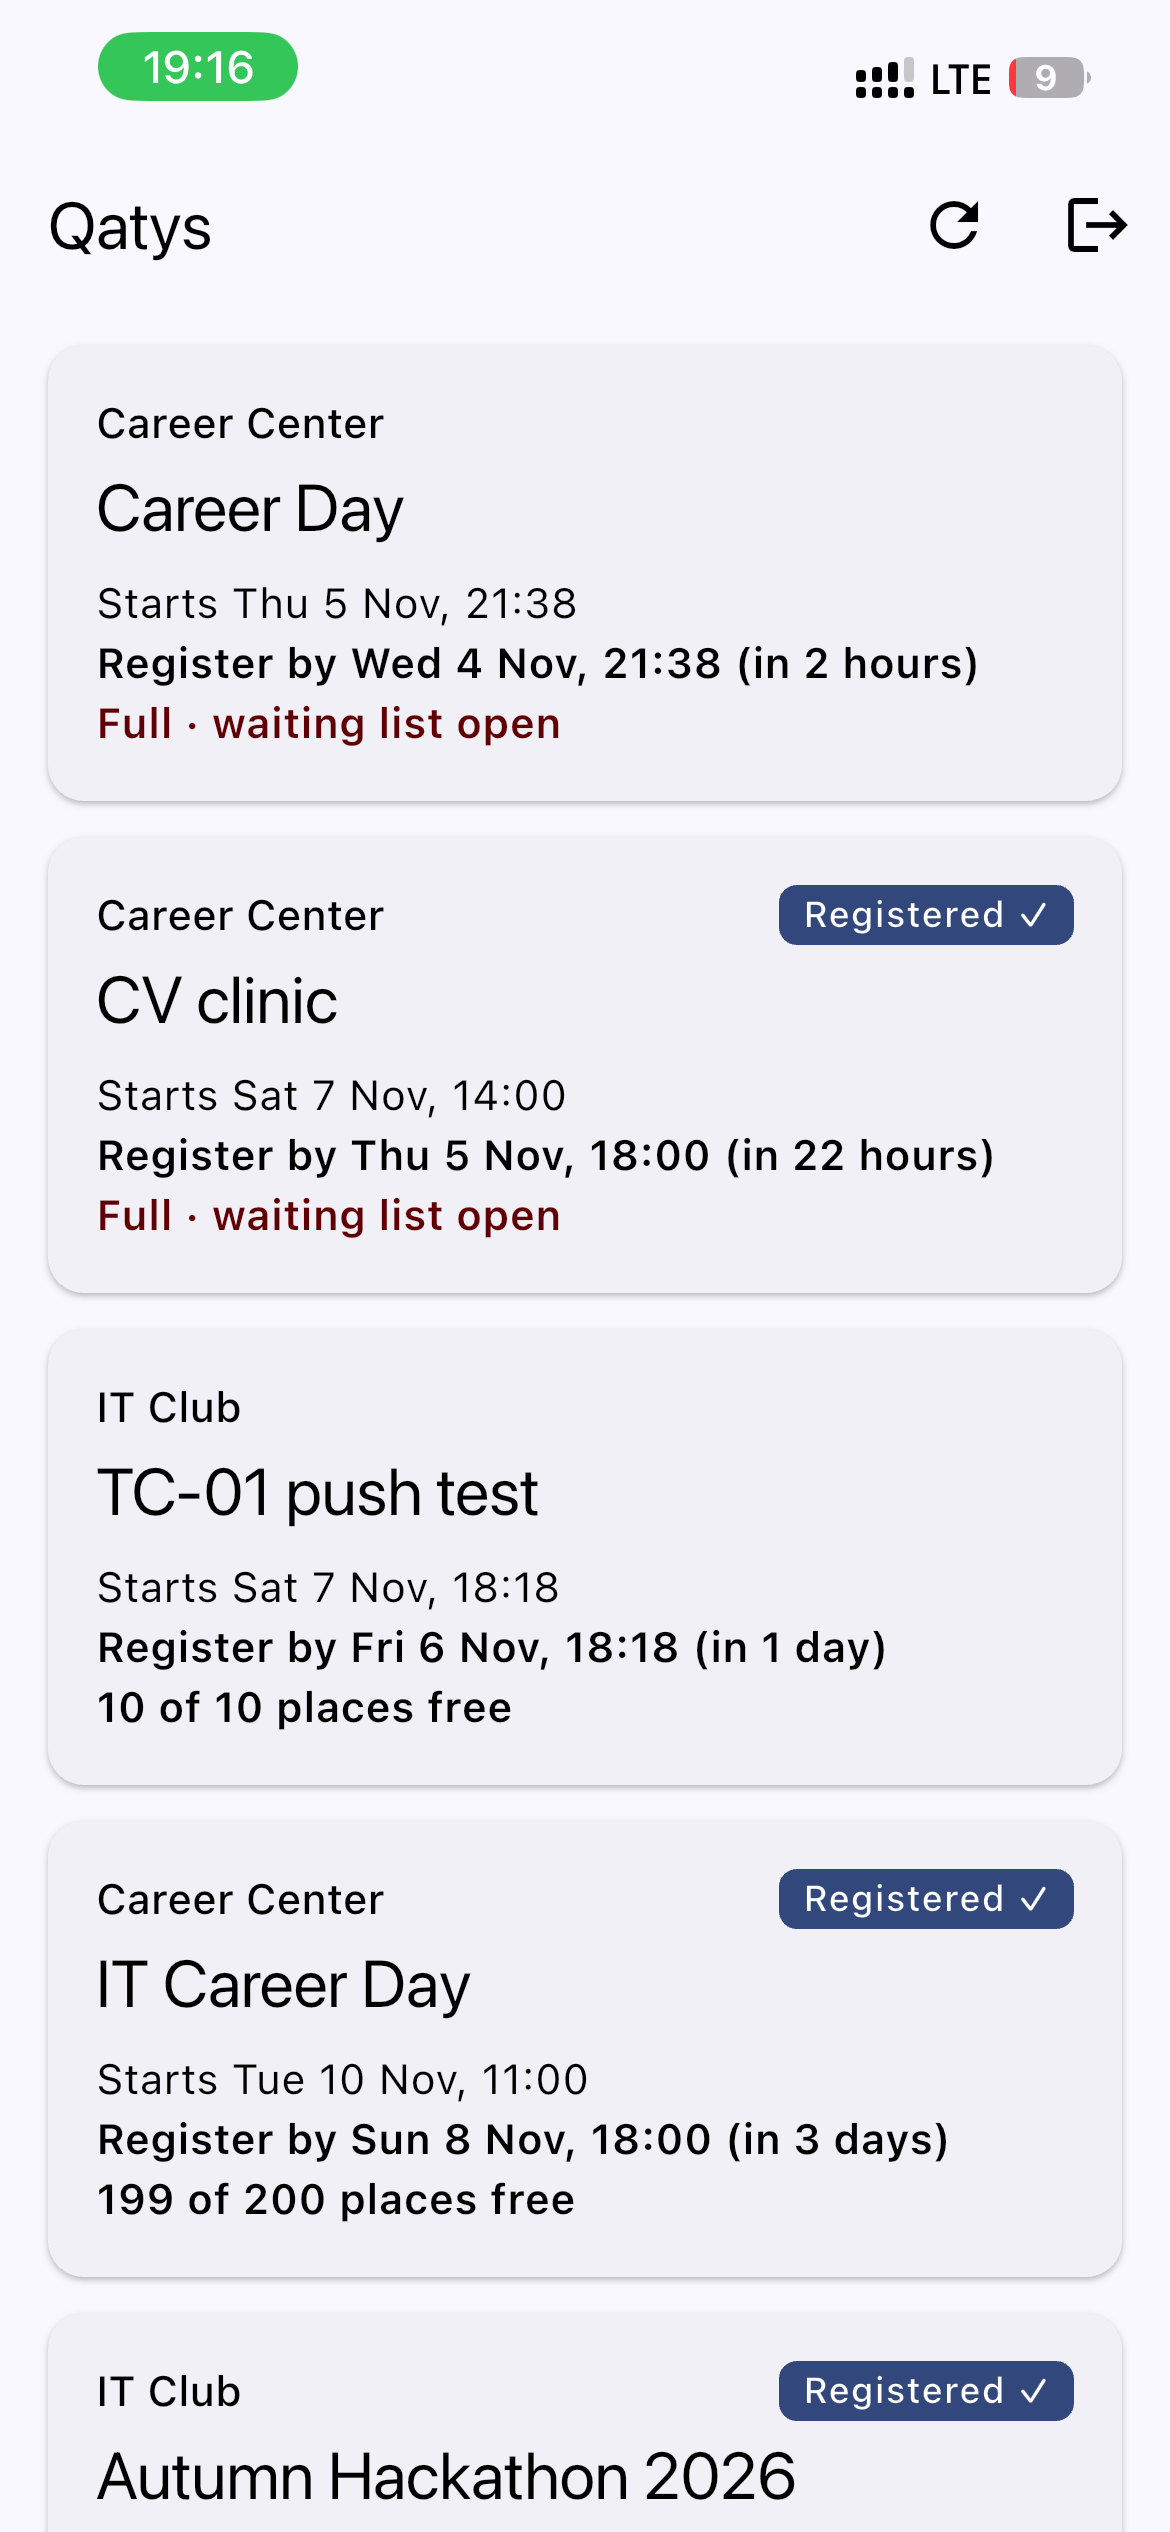 19:16
LTE 9
Qatys
Career Center
Career Day
Starts Thu 5 Nov, 21:38
Register by Wed 4 Nov, 21:38 (in 2 hours)
Full · waiting list open
Career Center
Registered ✓
CV clinic
Starts Sat 7 Nov, 14:00
Register by Thu 5 Nov, 18:00 (in 22 hours)
Full · waiting list open
IT Club
TC-01 push test
Starts Sat 7 Nov, 18:18
Register by Fri 6 Nov, 18:18 (in 1 day)
10 of 10 places free
Career Center
Registered ✓
IT Career Day
Starts Tue 10 Nov, 11:00
Register by Sun 8 Nov, 18:00 (in 3 days)
199 of 200 places free
IT Club
Registered ✓
Autumn Hackathon 2026